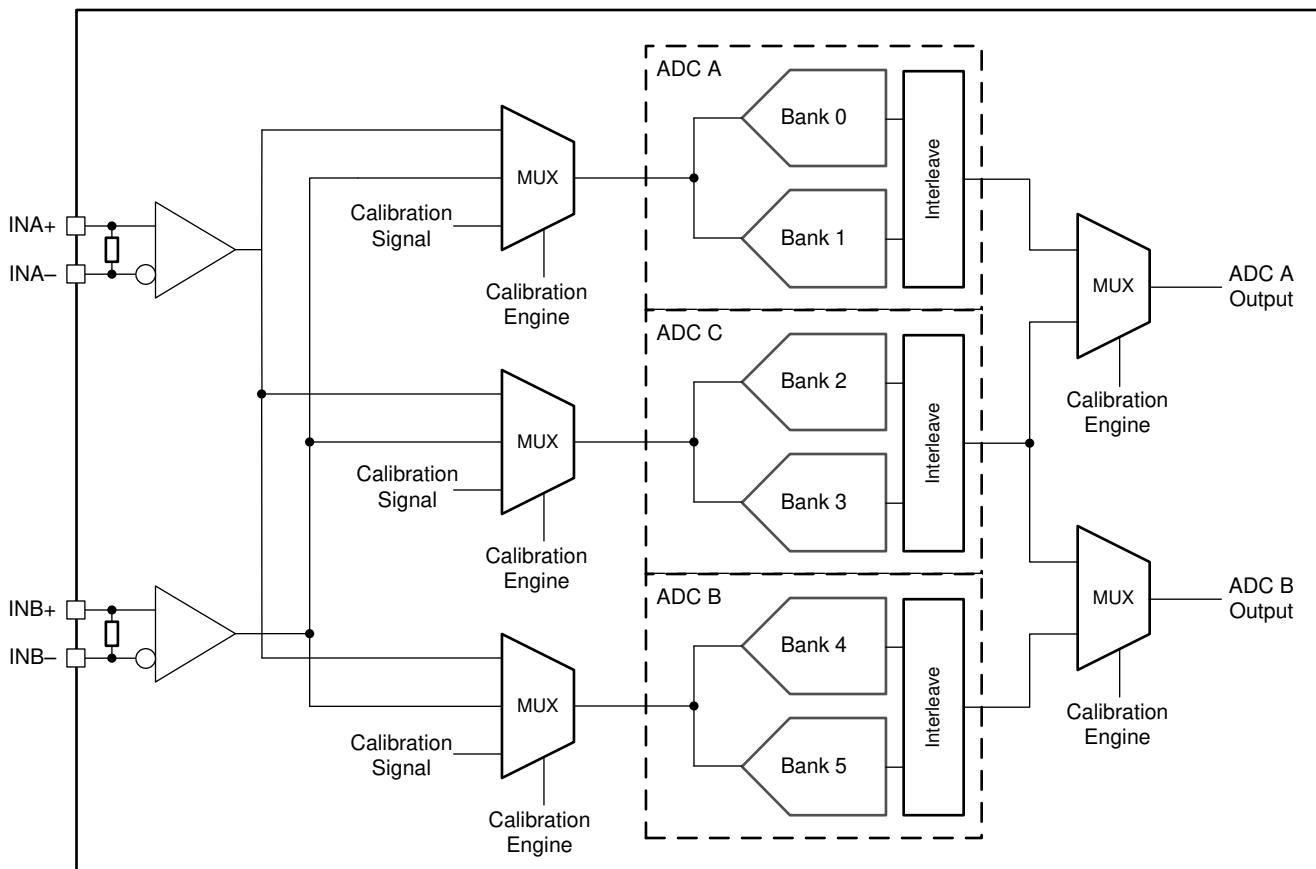 ADC A
Bank 0
Interleave
MUX
Calibration
Signal
Bank 1
INA+
INA–
Calibration
Engine
MUX
ADC A
Output
ADC C
Bank 2
Interleave
Calibration
Engine
MUX
Calibration
Signal
Bank 3
Calibration
Engine
ADC B
INB+
INB–
Bank 4
Interleave
MUX
ADC B
Output
MUX
Calibration
Signal
Bank 5
Calibration
Engine
Calibration
Engine